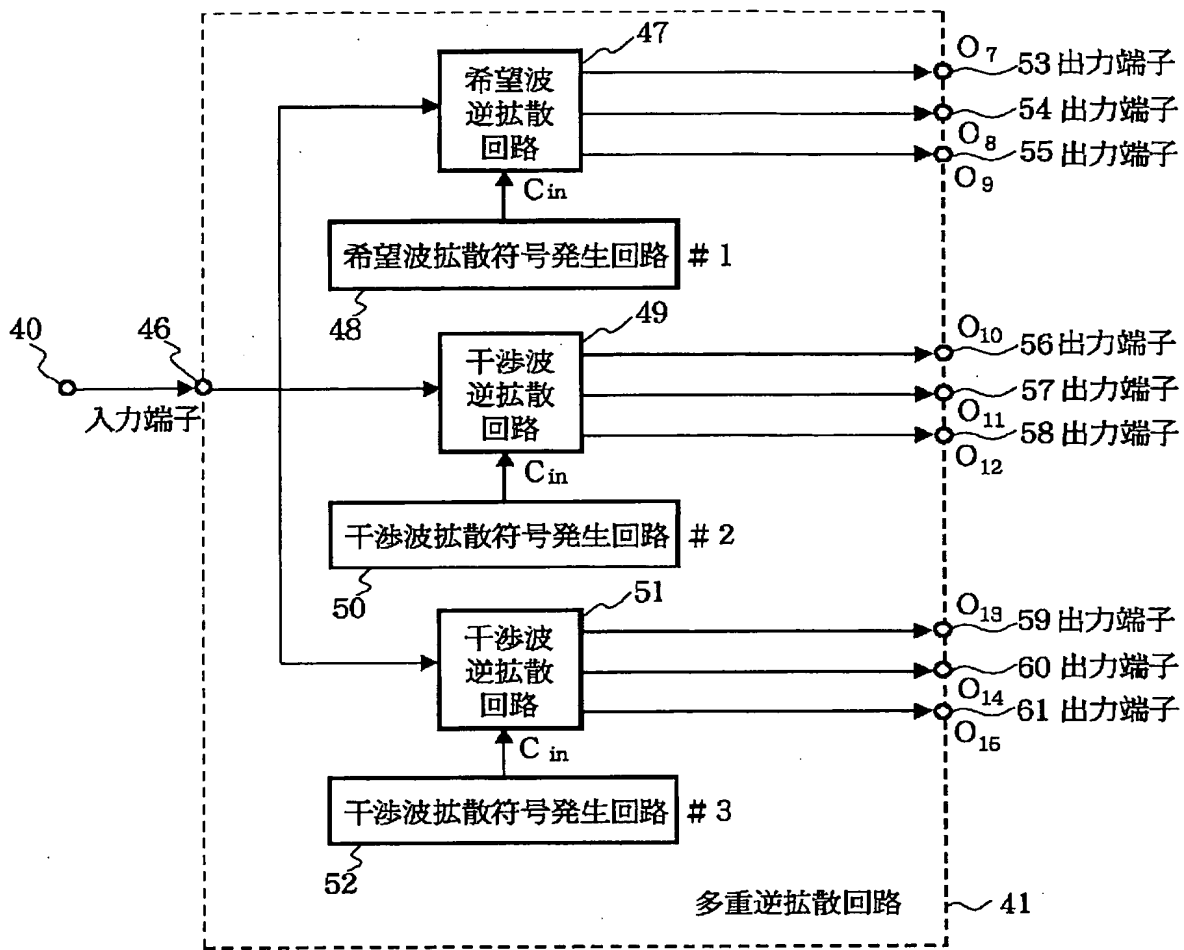 47
O7
53 出力端子
希望波
逆拡散
回路
54 出力端子
O8
55 出力端子
O9
Cin
希望波拡散符号発生回路 #1
48
49
40
46
入力端子
O10
56 出力端子
干渉波
逆拡散
回路
57 出力端子
O11
58 出力端子
O12
Cin
干渉波拡散符号発生回路 #2
50
51
O13
59 出力端子
干渉波
逆拡散
回路
60 出力端子
O14
61 出力端子
O15
Cin
干渉波拡散符号発生回路 #3
52
多重逆拡散回路
41